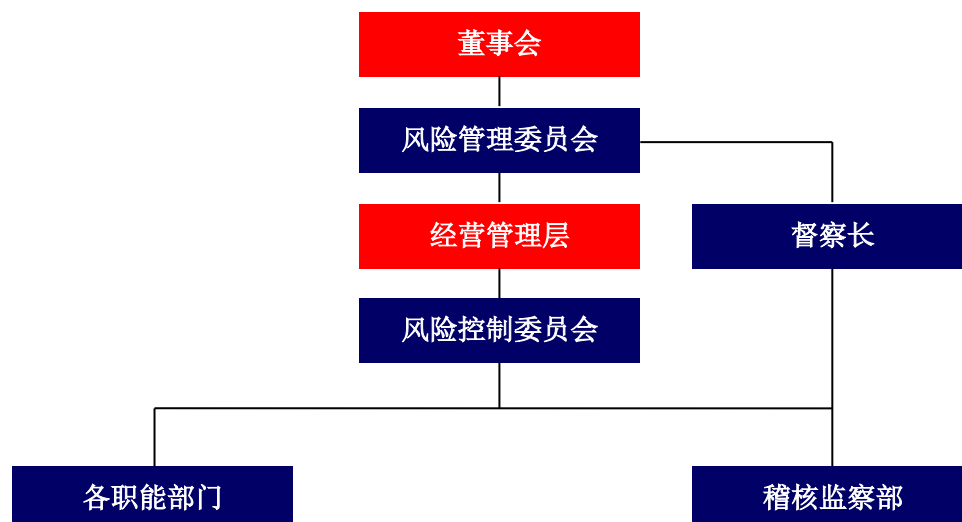 董事会
风险管理委员会
经营管理层
督察长
风险控制委员会
各职能部门
稽核监察部